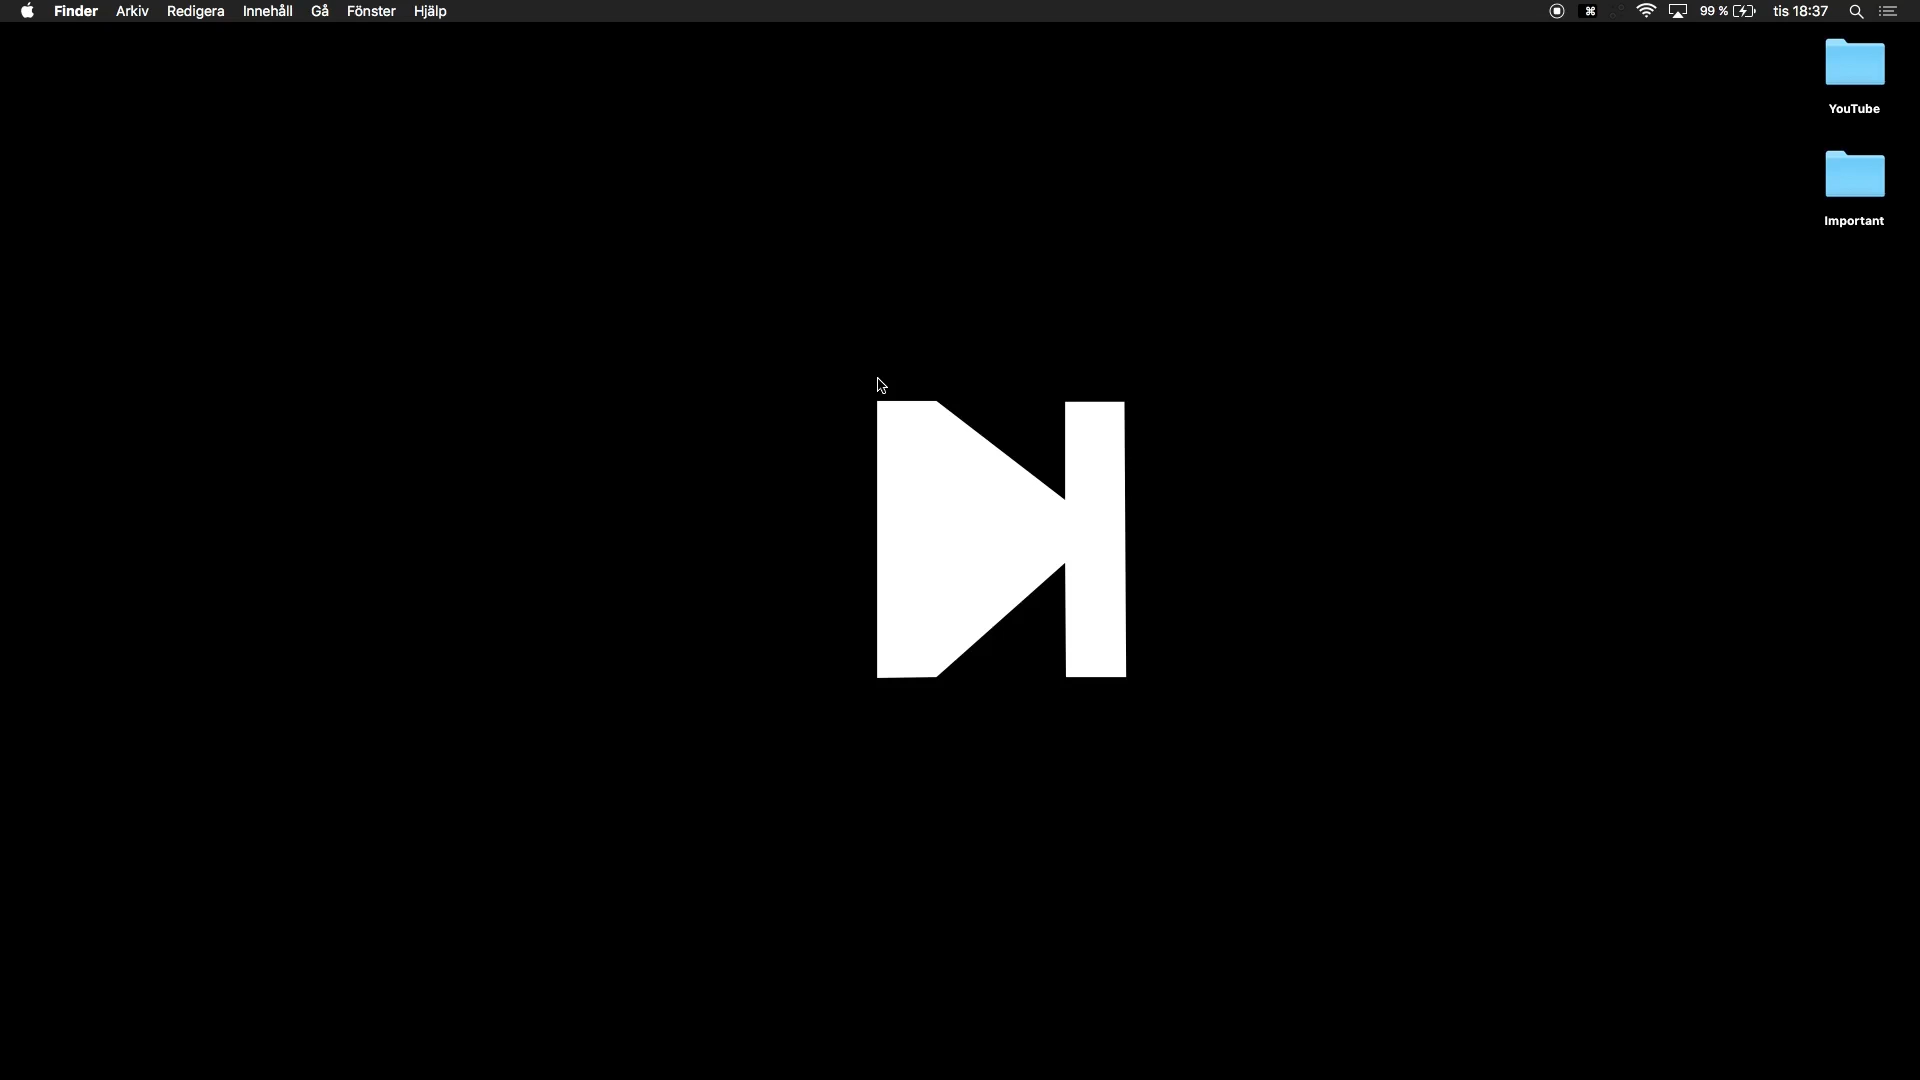 Finder Arkiv Redigera Innehåll Gå Fönster Hjälp 99 % tis 18:37
YouTube
Important